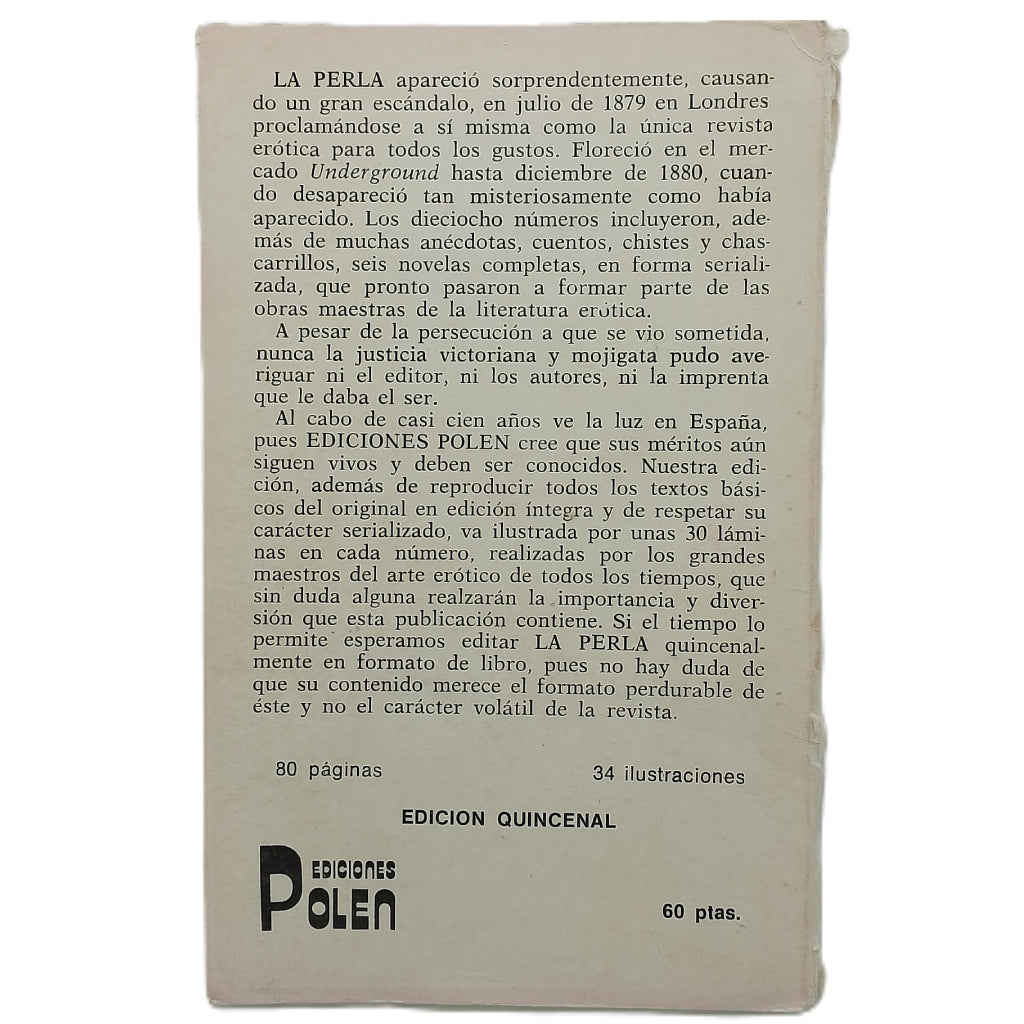 LA PERLA apareció sorprendentemente, causan-
do un gran escándalo, en julio de 1879 en Londres
proclamándose a sí misma como la única revista
erótica para todos los gustos. Floreció en el mer-
cado Underground hasta diciembre de 1880, cuan-
do desapareció tan misteriosamente como había
aparecido. Los dieciocho números incluyeron, ade-
más de muchas anécdotas, cuentos, chistes y chas-
carrillos, seis novelas completas, en forma seriali-
zada, que pronto pasaron a formar parte de las
obras maestras de la literatura erótica.
A pesar de la persecución a que se vio sometida,
nunca la justicia victoriana y mojigata pudo ave-
riguar ni el editor, ni los autores, ni la imprenta
que le daba el ser.
Al cabo de casi cien años ve la luz en España,
pues EDICIONES POLEN cree que sus méritos aún
siguen vivos y deben ser conocidos. Nuestra edi-
ción, además de reproducir todos los textos bási-
cos del original en edición íntegra y de respetar su
carácter serializado, va ilustrada por unas 30 lámi-
nas en cada número, realizadas por los grandes
maestros del arte erótico de todos los tiempos, que
sin duda alguna realzarán la importancia y diver-
sión que esta publicación contiene. Si el tiempo lo
permite esperamos editar LA PERLA quincenal-
mente en formato de libro, pues no hay duda de
que su contenido merece el formato perdurable de
éste y no el carácter volátil de la revista.
80 páginas
34 ilustraciones
EDICION QUINCENAL
EDICIONES
POLEN
60 ptas.